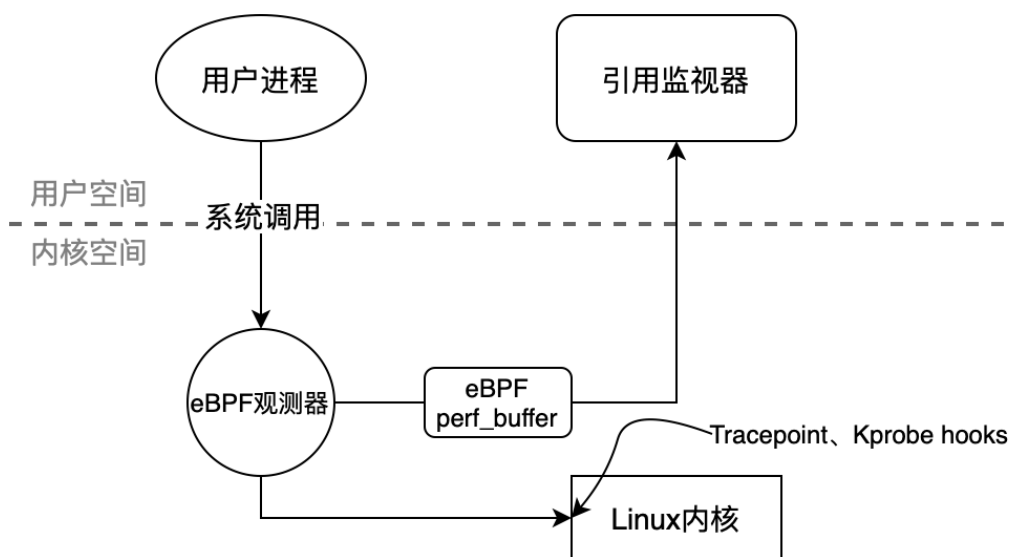 用户进程
引用监视器
用户空间
系统调用
内核空间
eBPF观测器
eBPF
perf_buffer
Tracepoint、Kprobe hooks
Linux内核